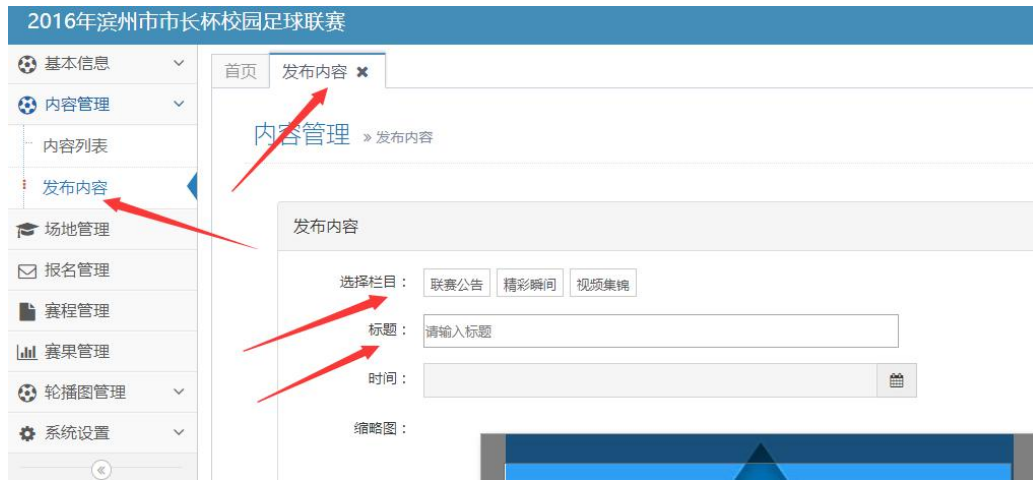 2016年滨州市市长杯校园足球联赛
基本信息
内容管理
内容列表
发布内容
场地管理
报名管理
赛程管理
赛果管理
轮播图管理
系统设置
首页 发布内容
内容管理 » 发布内容
发布内容
选择栏目： 联赛公告 精彩瞬间 视频集锦
标题： 请输入标题
时间：
缩略图：